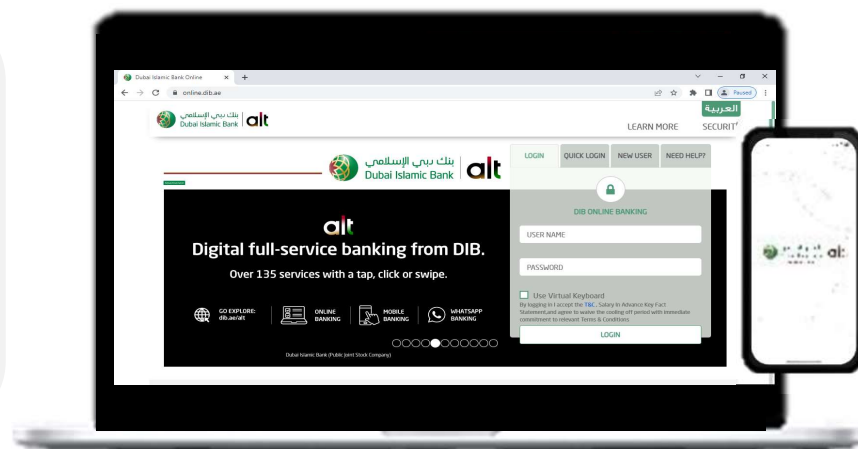 Dubai Islamic Bank Online
online.dib.ae
Paused
العربية
بنك دبي الإسلامي
Dubai Islamic Bank
alt
LEARN MORE
SECURIT
بنك دبي الإسلامي
Dubai Islamic Bank
alt
LOGIN
QUICK LOGIN
NEW USER
NEED HELP?
DIB ONLINE BANKING
USER NAME
PASSWORD
Use Virtual Keyboard
By logging in I accept the T&C, Salary In Advance Key Fact
Statement,and agree to waive the cooling off period with immediate
commitment to relevant Terms & Conditions
LOGIN
alt
Digital full-service banking from DIB.
Over 135 services with a tap, click or swipe.
GO EXPLORE:
dib.ae/alt
ONLINE
BANKING
MOBILE
BANKING
WHATSAPP
BANKING
Dubai Islamic Bank (Public Joint Stock Company)